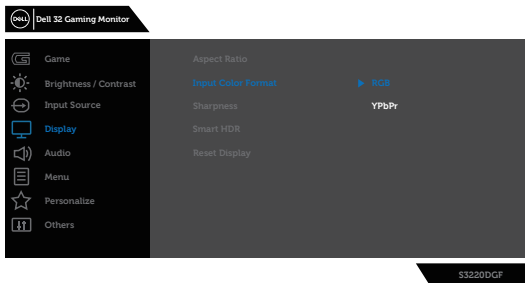 DELL Dell 32 Gaming Monitor
Game
Aspect Ratio
Brightness / Contrast
Input Color Format
RGB
Input Source
Sharpness
YPbPr
Display
Smart HDR
Audio
Reset Display
Menu
Personalize
Others
S3220DGF